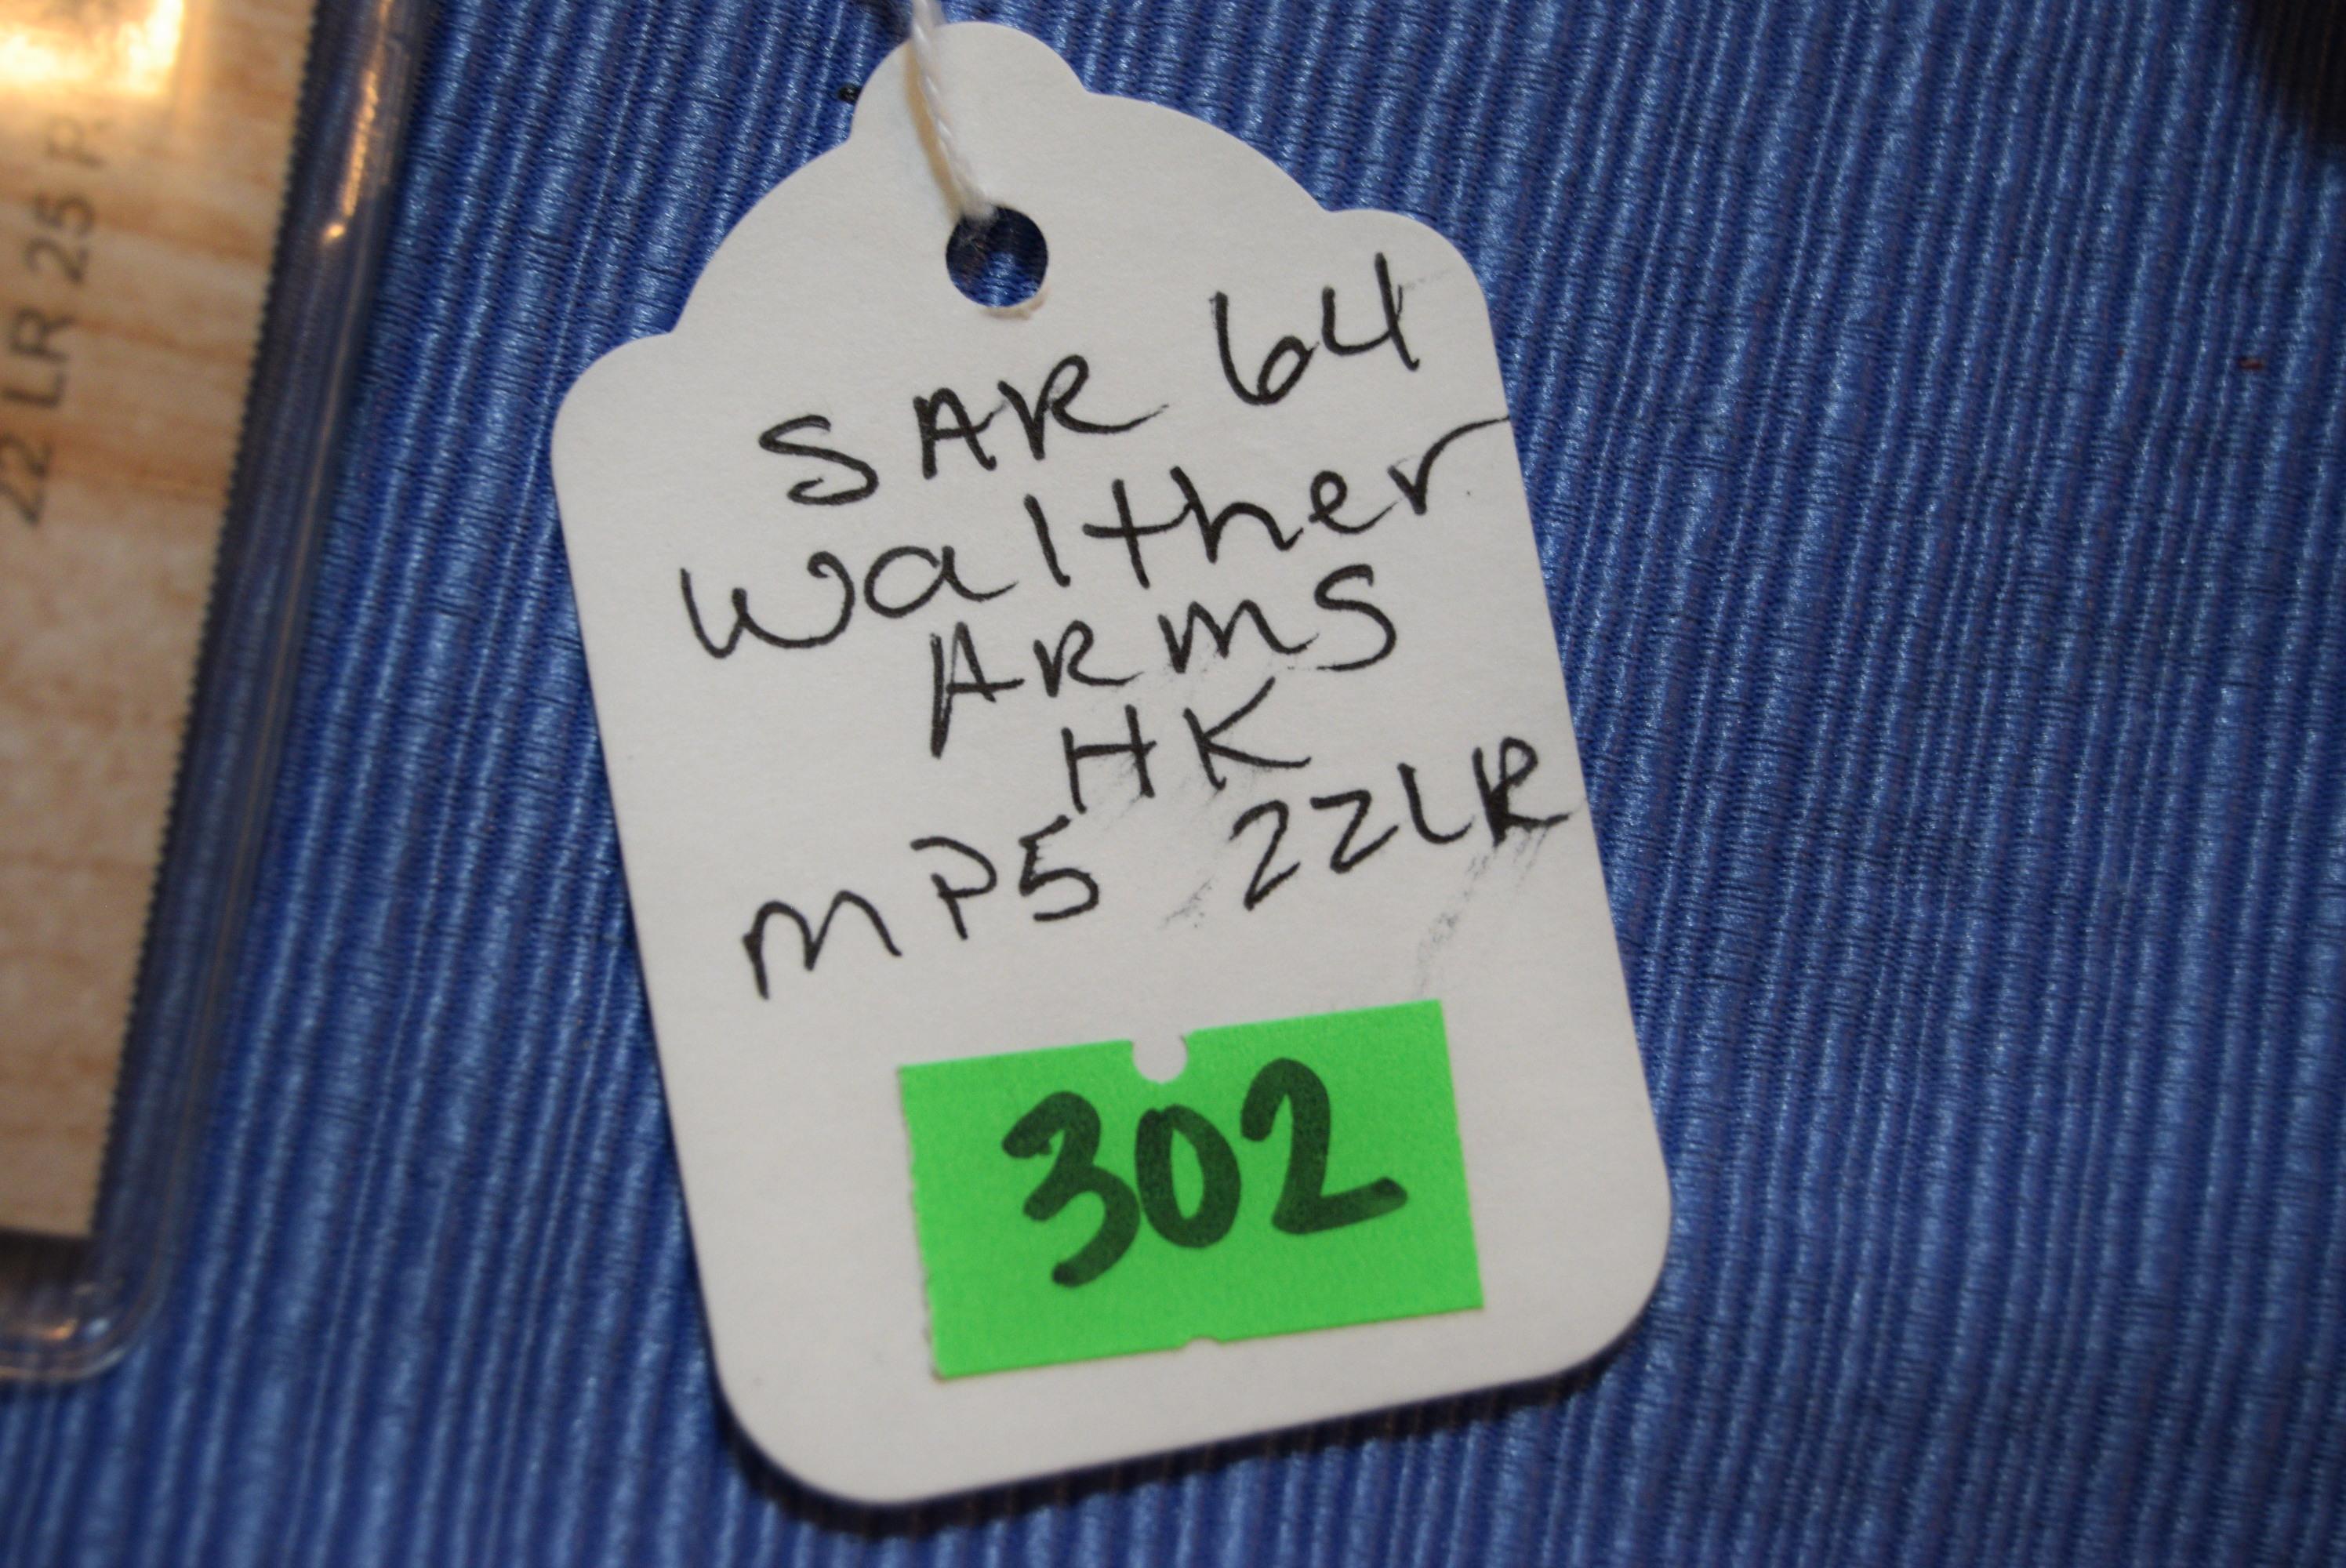 SAR 64
Walther
ARMS
HK
MP5 22LR
302
22 LR 25 R